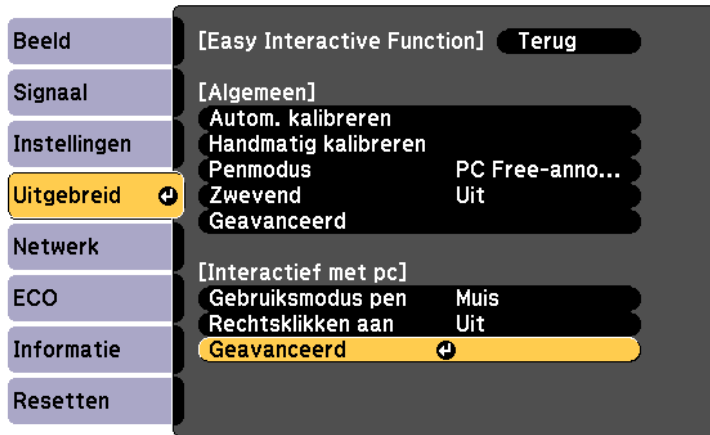 Beeld
Signaal
Instellingen
Uitgebreid
Netwerk
ECO
Informatie
Resetten
[Easy Interactive Function] Terug
[Algemeen]
Autom. kalibreren
Handmatig kalibreren
Penmodus PC Free-anno...
Zwevend Uit
Geavanceerd
[Interactief met pc]
Gebruiksmodus pen Muis
Rechtsklikken aan Uit
Geavanceerd